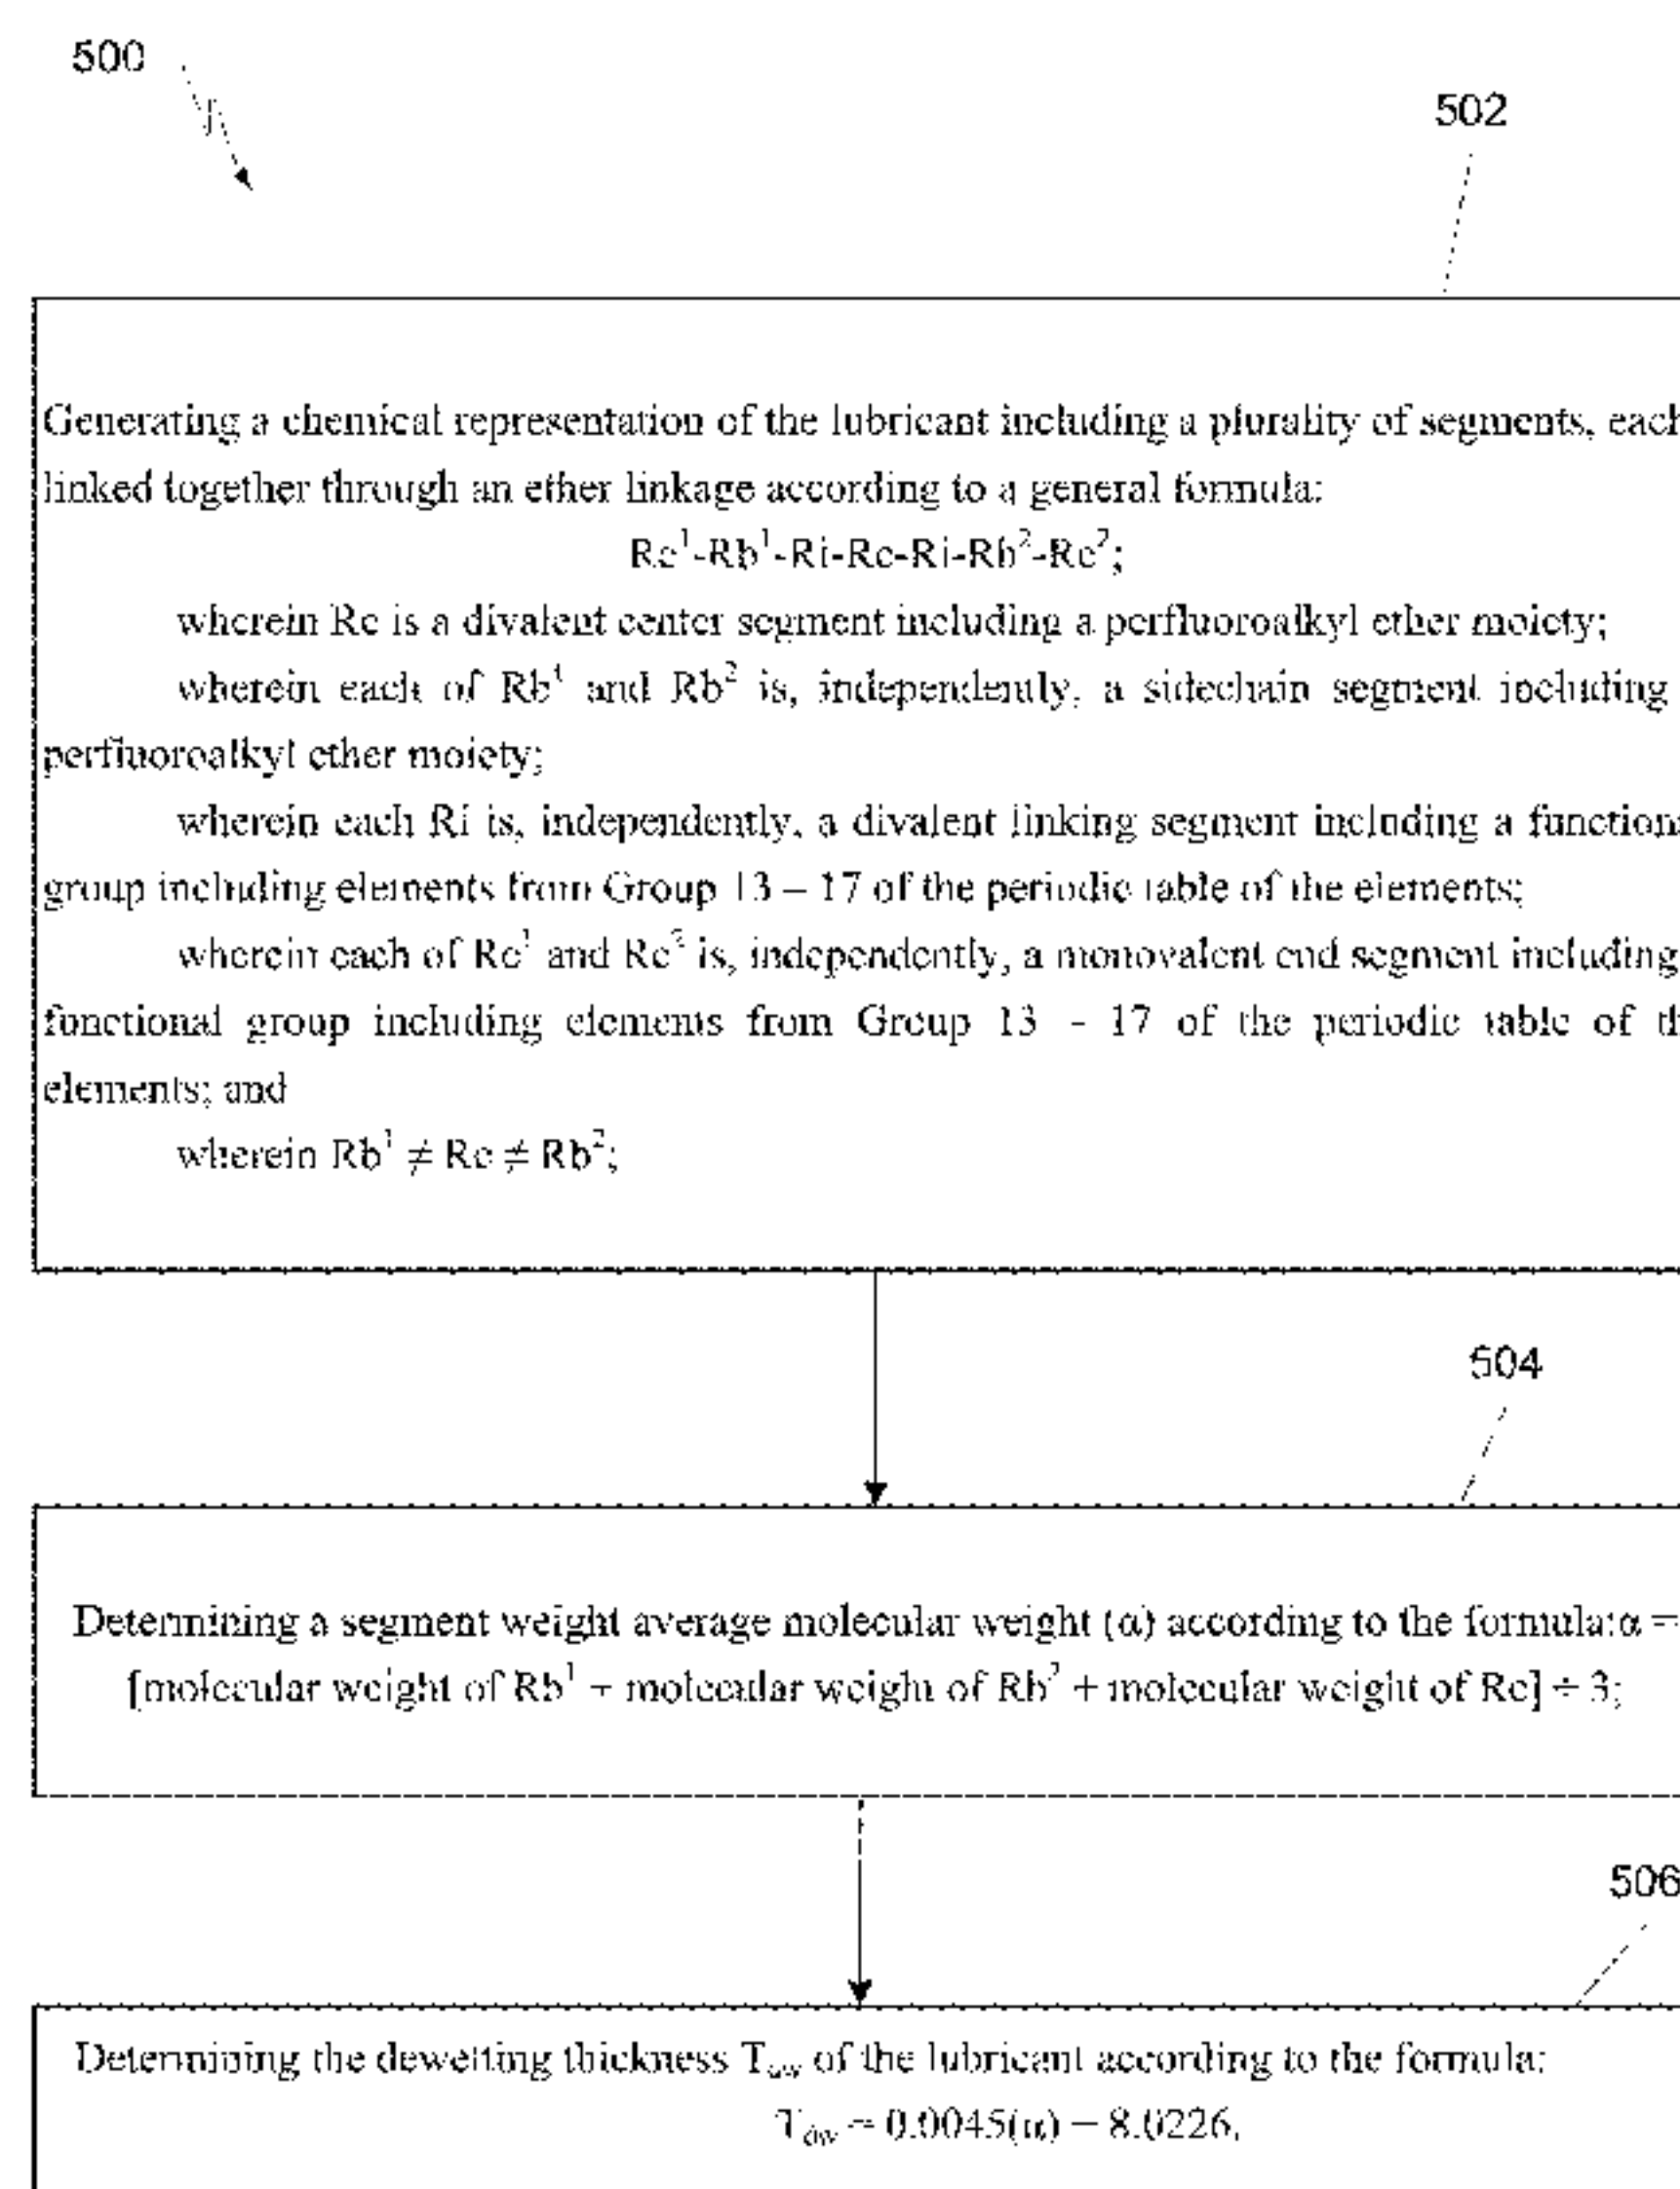 500
502
Generating a chemical representation of the lubricant including a plurality of segments, each
linked together through an ether linkage according to a general formula:
Re¹-Rb¹-Ri-Rc-Ri-Rb²-Re²;
wherein Rc is a divalent center segment including a perfluoroalkyl ether moiety;
wherein each of Rb¹ and Rb² is, independently, a sidechain segment including
perfluoroalkyl ether moiety;
wherein each Ri is, independently, a divalent linking segment including a functiona
group including elements from Group 13 – 17 of the periodic table of the elements;
wherein each of Re¹ and Re² is, independently, a monovalent end segment including
functional group including elements from Group 13 - 17 of the periodic table of th
elements; and
wherein Rb¹ ≠ Rc ≠ Rb²;
504
Determining a segment weight average molecular weight (α) according to the formula:α =
[molecular weight of Rb¹ + molecular weight of Rb² + molecular weight of Rc] ÷ 3;
506
Determining the dewetting thickness T_dw of the lubricant according to the formula:
T_dw = 0.0045(α) – 8.0226.